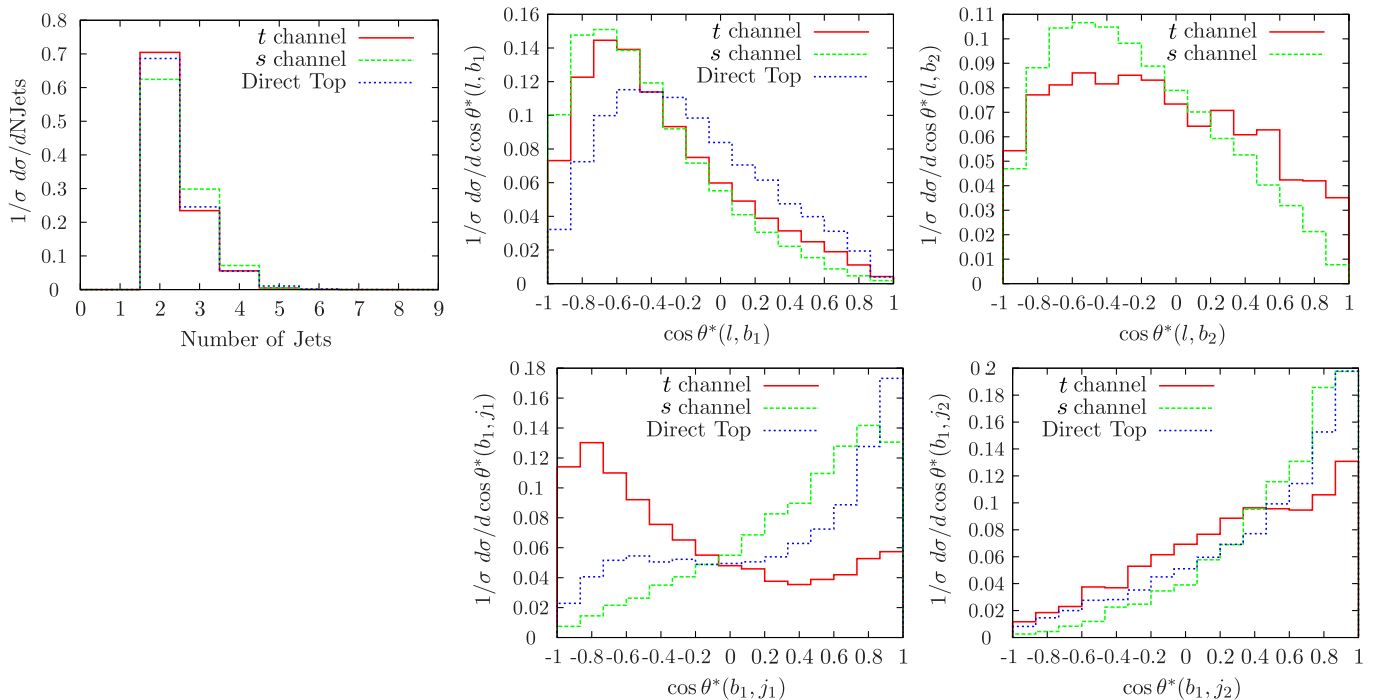 1/σ dσ/dNJets
0.8
0.7
0.6
0.5
0.4
0.3
0.2
0.1
0
0 1 2 3 4 5 6 7 8 9
Number of Jets
t channel
s channel
Direct Top
1/σ dσ/d cos θ*(l, b₁)
0.16
0.14
0.12
0.1
0.08
0.06
0.04
0.02
0
-1 -0.8 -0.6 -0.4 -0.2 0 0.2 0.4 0.6 0.8 1
cos θ*(l, b₁)
t channel
s channel
Direct Top
1/σ dσ/d cos θ*(l, b₂)
0.11
0.1
0.09
0.08
0.07
0.06
0.05
0.04
0.03
0.02
0.01
0
-1 -0.8 -0.6 -0.4 -0.2 0 0.2 0.4 0.6 0.8 1
cos θ*(l, b₂)
t channel
s channel
1/σ dσ/d cos θ*(b₁, j₁)
0.18
0.16
0.14
0.12
0.1
0.08
0.06
0.04
0.02
0
-1 -0.8 -0.6 -0.4 -0.2 0 0.2 0.4 0.6 0.8 1
cos θ*(b₁, j₁)
t channel
s channel
Direct Top
1/σ dσ/d cos θ*(b₁, j₂)
0.2
0.18
0.16
0.14
0.12
0.1
0.08
0.06
0.04
0.02
0
-1 -0.8 -0.6 -0.4 -0.2 0 0.2 0.4 0.6 0.8 1
cos θ*(b₁, j₂)
t channel
s channel
Direct Top